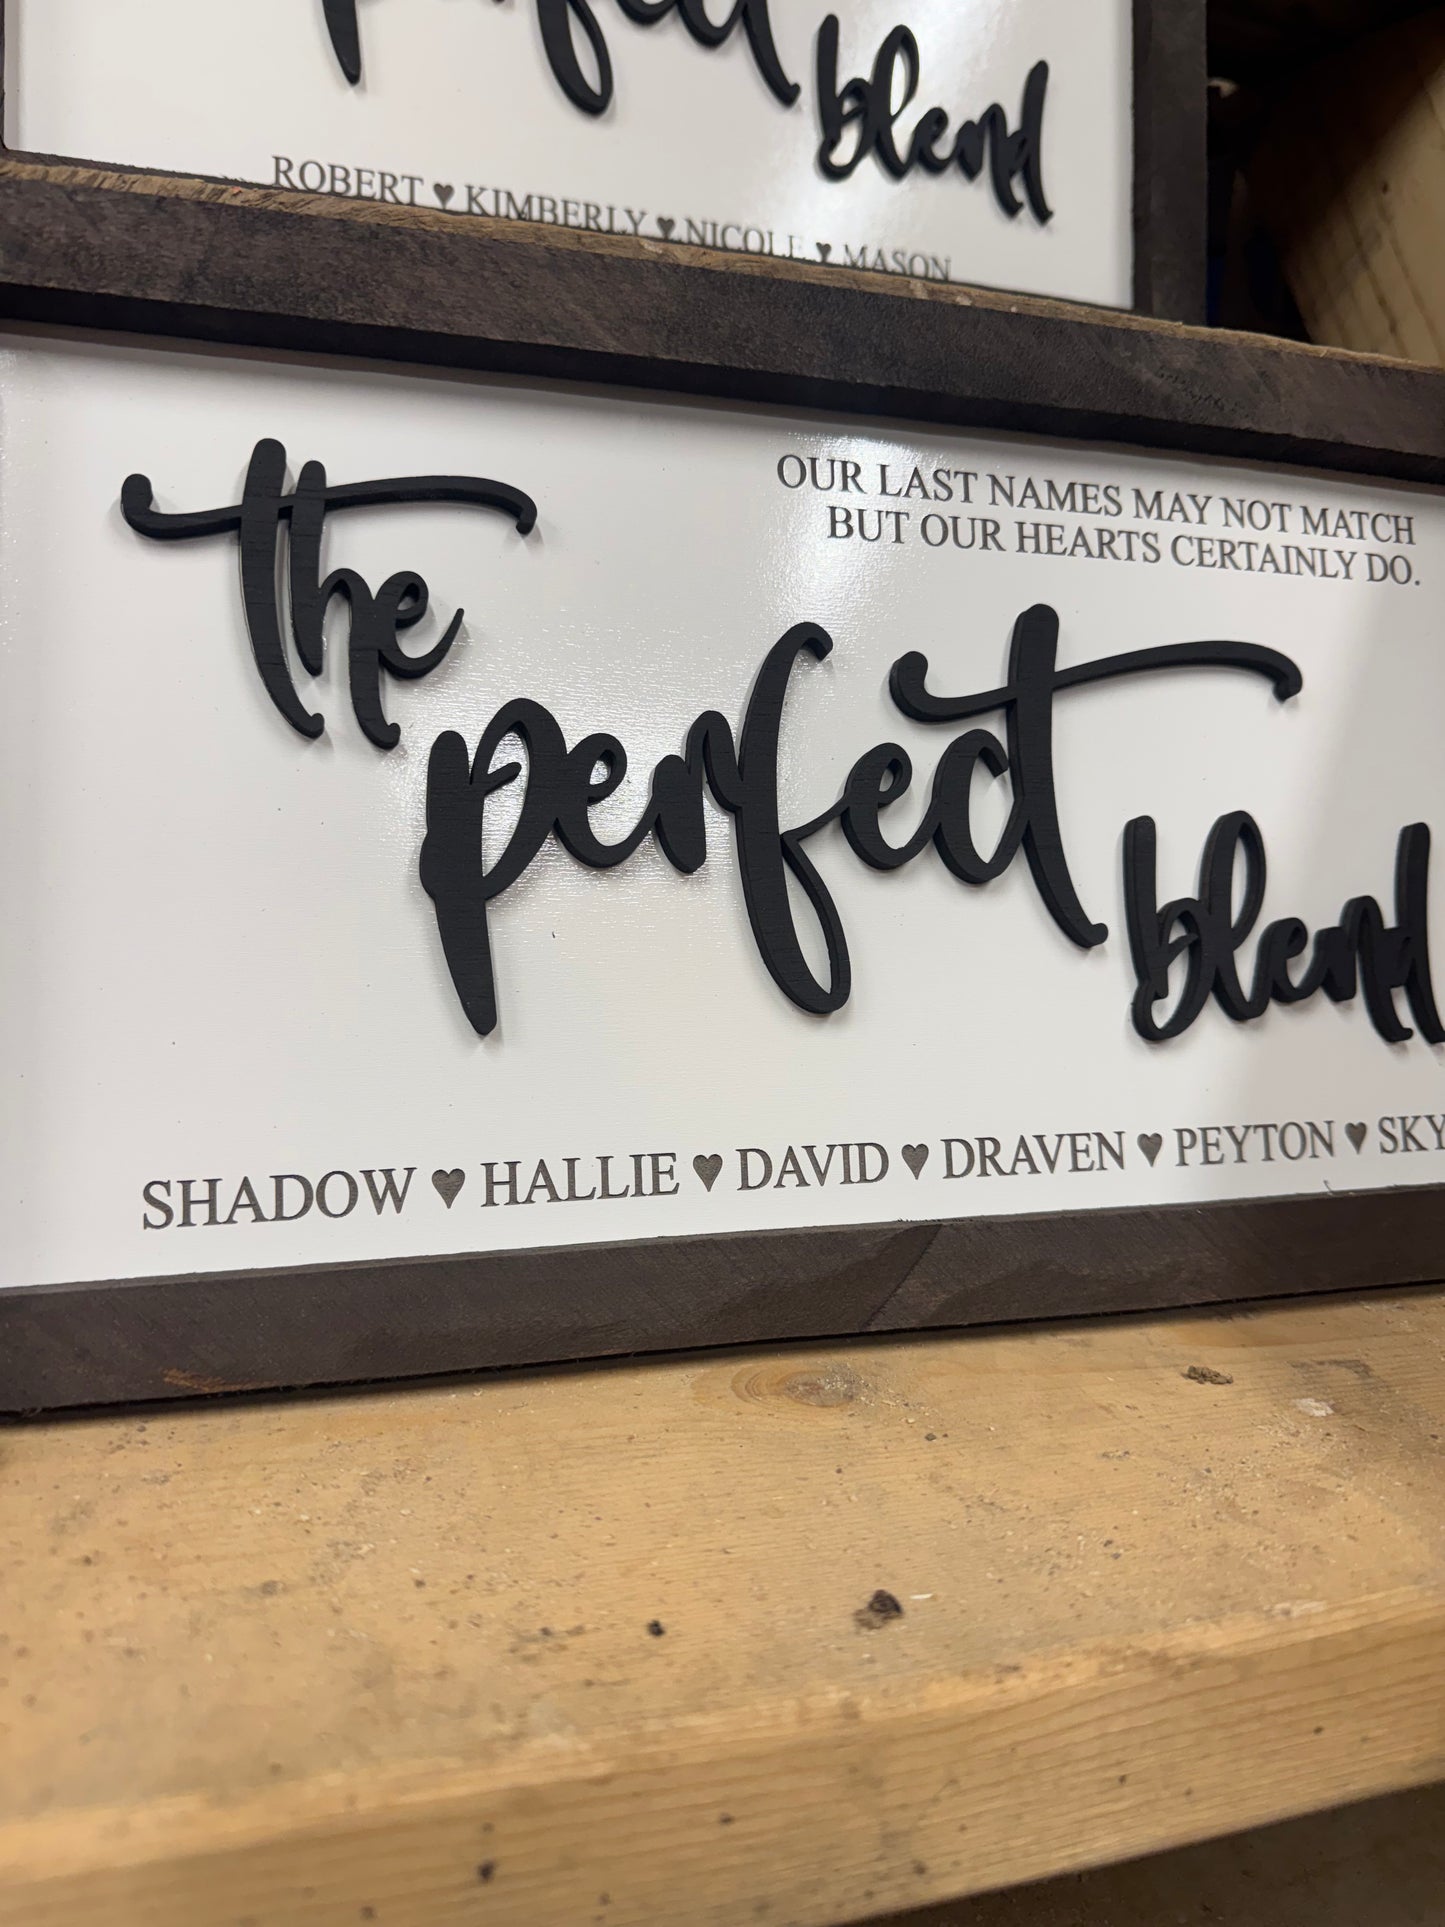 perfect
blend
ROBERT ♥ KIMBERLY ♥ NICOLE ♥ MASON
OUR LAST NAMES MAY NOT MATCH
BUT OUR HEARTS CERTAINLY DO.
the
perfect
blend
SHADOW ♥ HALLIE ♥ DAVID ♥ DRAVEN ♥ PEYTON ♥ SKY